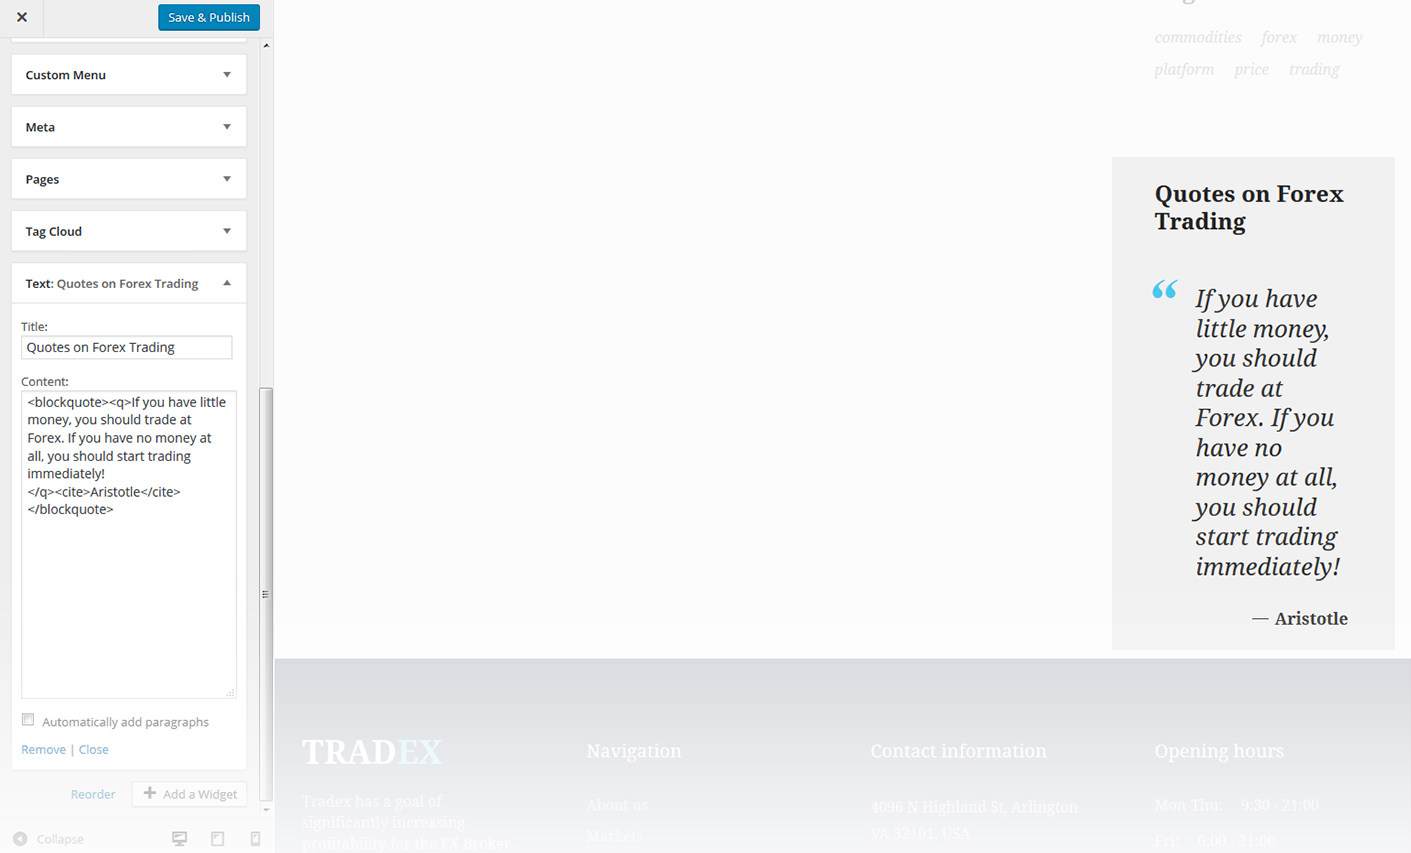 Save & Publish
Custom Menu
Meta
Pages
Tag Cloud
Text: Quotes on Forex Trading
Title:
Quotes on Forex Trading
Content:
<blockquote><q>If you have little
money, you should trade at
Forex. If you have no money at
all, you should start trading
immediately!
</q><cite>Aristotle</cite>
</blockquote>
Automatically add paragraphs
Remove | Close
Reorder
Add a Widget
Collapse
commodities forex money
platform price trading
Quotes on Forex
Trading
“ If you have
little money,
you should
trade at
Forex. If you
have no
money at all,
you should
start trading
immediately!
— Aristotle
TRADEX
Tradex has a goal of
significantly increasing
profitability for the FX Broker
Navigation
About us
Markets
Contact information
4096 N Highland St, Arlington
VA 32101, USA
Opening hours
Mon-Thu: 9:30 - 21:00
Fri: 6:00 - 21:00